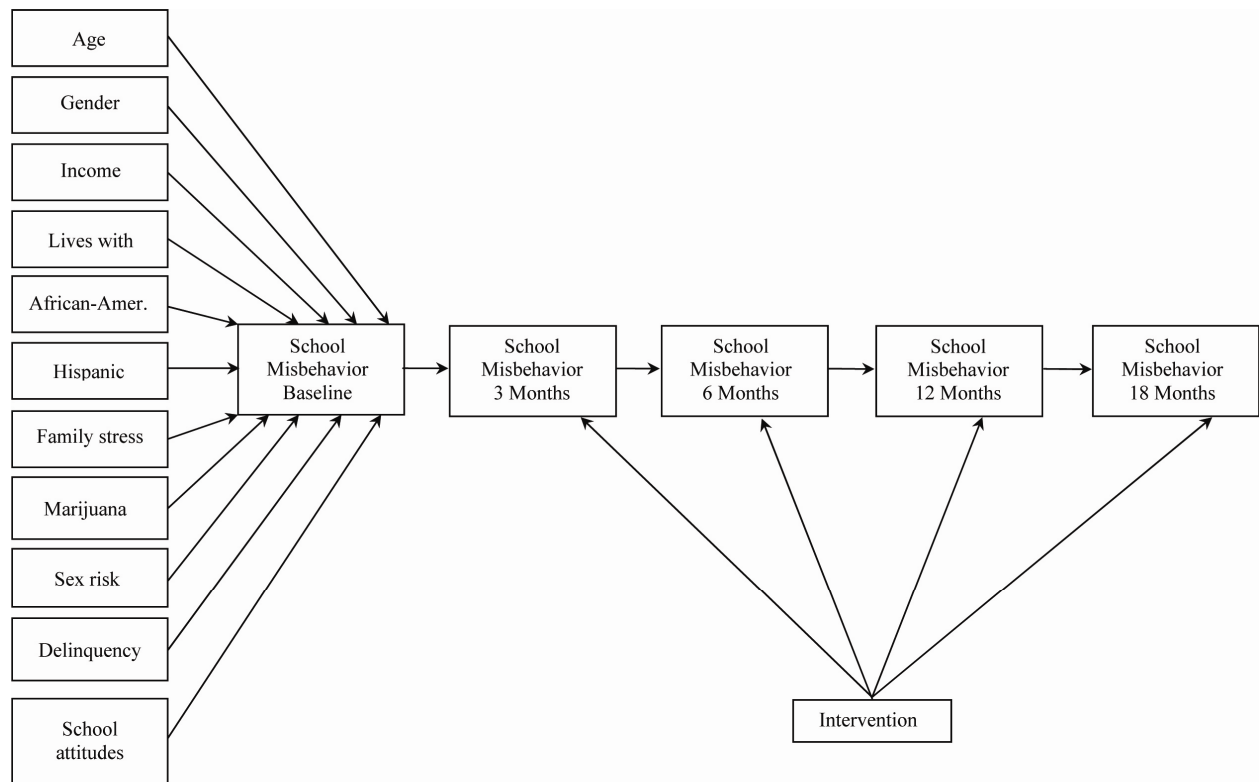 Age
Gender
Income
Lives with
African-Amer.
Hispanic
Family stress
Marijuana
Sex risk
Delinquency
School
attitudes
School
Misbehavior
Baseline
School
Misbehavior
3 Months
School
Misbehavior
6 Months
School
Misbehavior
12 Months
School
Misbehavior
18 Months
Intervention